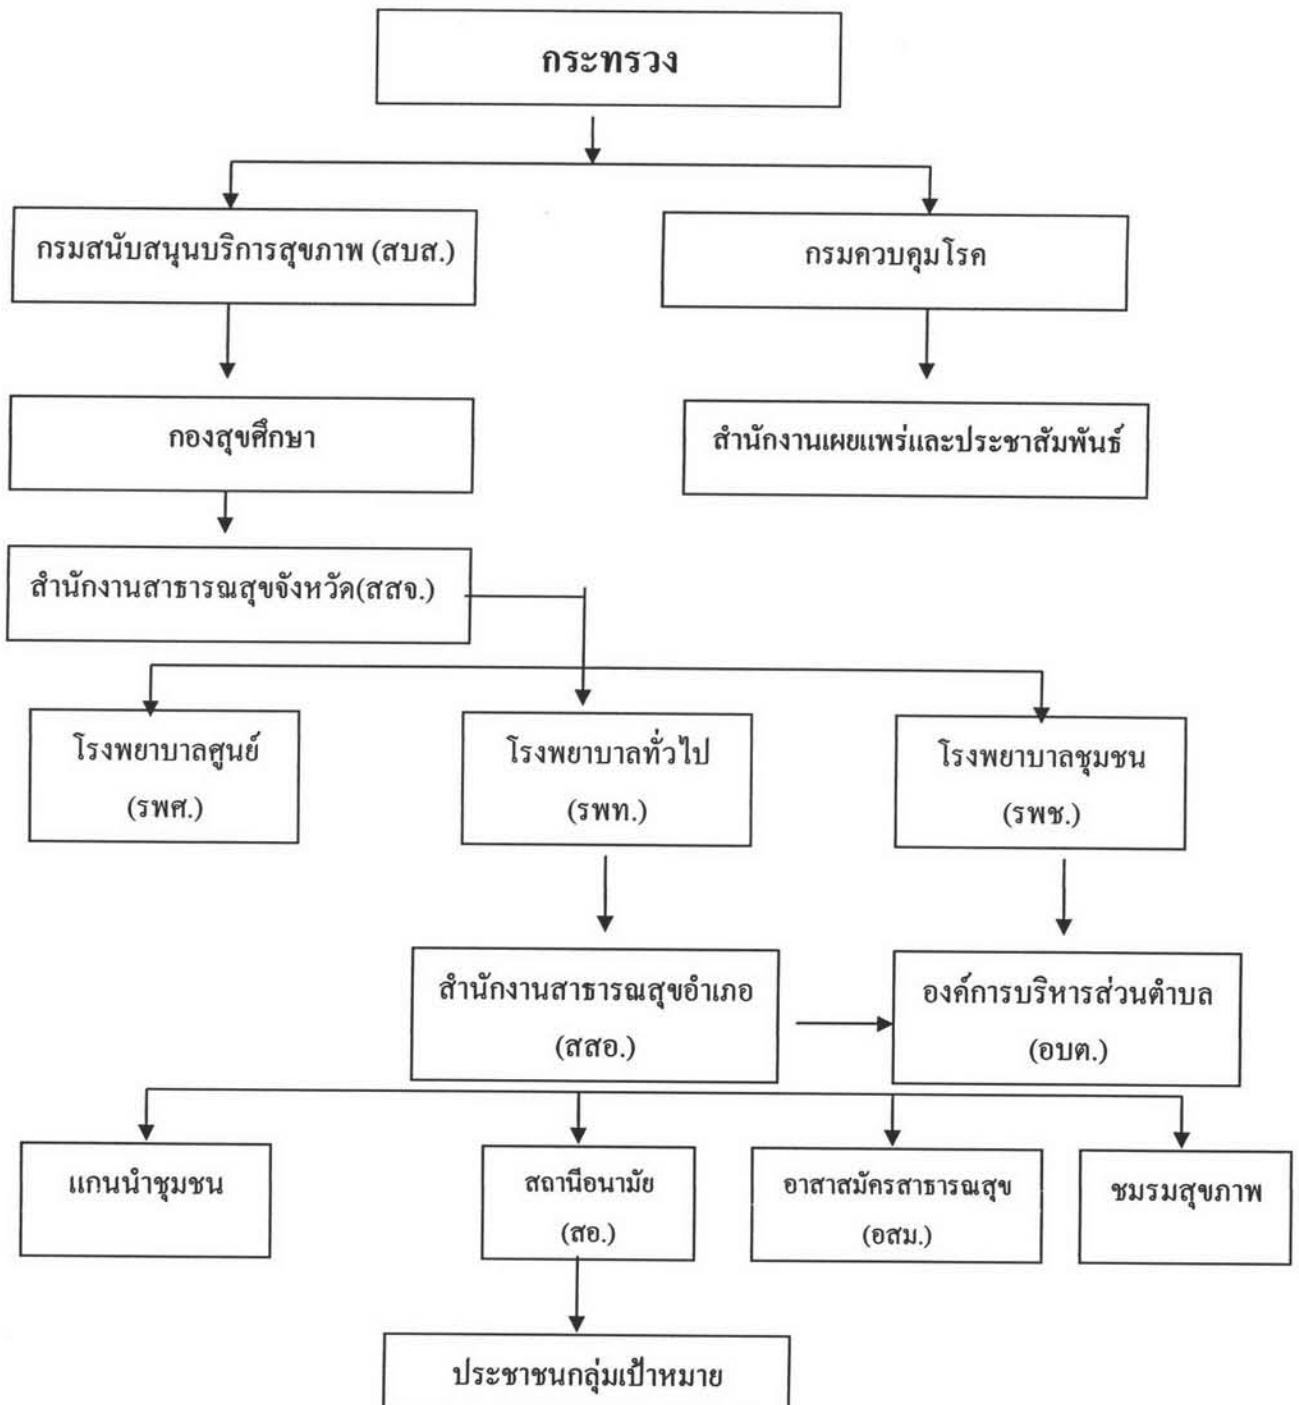 กระทรวง
กรมสนับสนุนบริการสุขภาพ (สบส.)
กรมควบคุมโรค
กองสุขศึกษา
สำนักงานเผยแพร่และประชาสัมพันธ์
สำนักงานสาธารณสุขจังหวัด(สสจ.)
โรงพยาบาลศูนย์
(รพศ.)
โรงพยาบาลทั่วไป
(รพท.)
โรงพยาบาลชุมชน
(รพช.)
สำนักงานสาธารณสุขอำเภอ
(สสอ.)
องค์การบริหารส่วนตำบล
(อบต.)
แกนนำชุมชน
สถานีอนามัย
(สอ.)
อาสาสมัครสาธารณสุข
(อสม.)
ชมรมสุขภาพ
ประชาชนกลุ่มเป้าหมาย